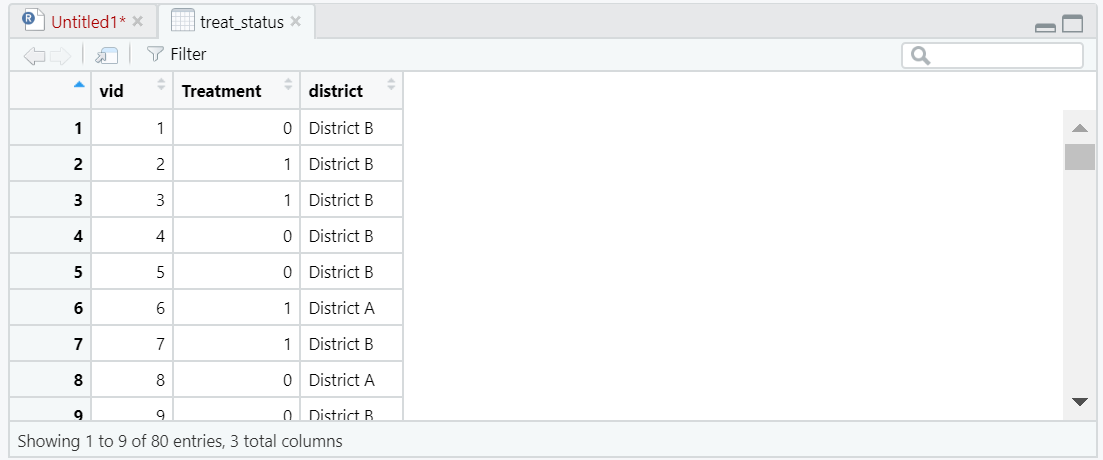 Untitled1* treat_status
Filter
vid Treatment district
1 1 0 District B
2 2 1 District B
3 3 1 District B
4 4 0 District B
5 5 0 District B
6 6 1 District A
7 7 1 District B
8 8 0 District A
9 9 0 District B
Showing 1 to 9 of 80 entries, 3 total columns